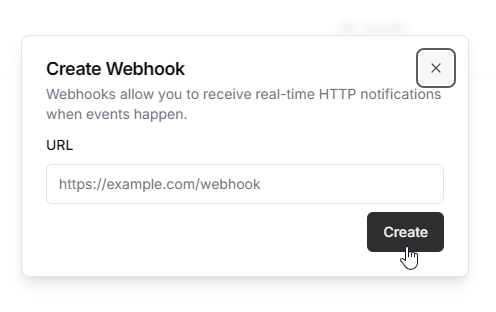 Create Webhook
Webhooks allow you to receive real-time HTTP notifications
when events happen.
URL
https://example.com/webhook
Create